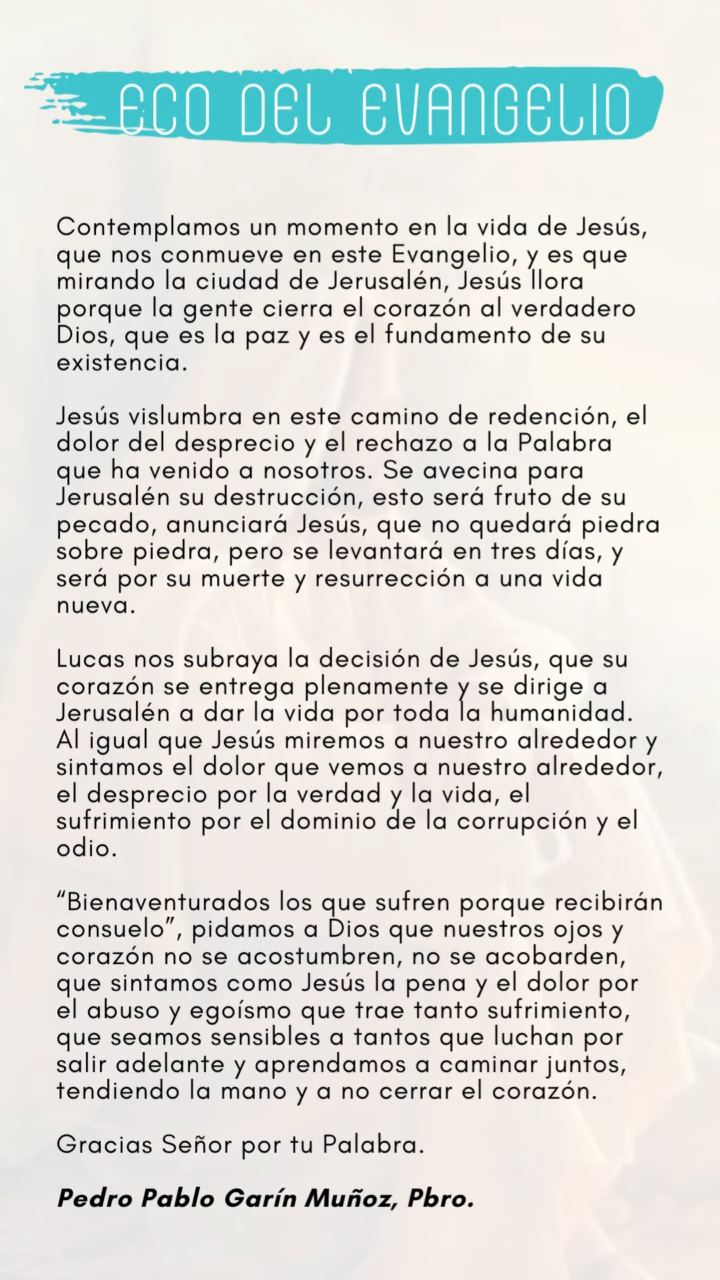 ECO DEL EVANGELIO
Contemplamos un momento en la vida de Jesús,
que nos conmueve en este Evangelio, y es que
mirando la ciudad de Jerusalén, Jesús llora
porque la gente cierra el corazón al verdadero
Dios, que es la paz y es el fundamento de su
existencia.
Jesús vislumbra en este camino de redención, el
dolor del desprecio y el rechazo a la Palabra
que ha venido a nosotros. Se avecina para
Jerusalén su destrucción, esto será fruto de su
pecado, anunciará Jesús, que no quedará piedra
sobre piedra, pero se levantará en tres días, y
será por su muerte y resurrección a una vida
nueva.
Lucas nos subraya la decisión de Jesús, que su
corazón se entrega plenamente y se dirige a
Jerusalén a dar la vida por toda la humanidad.
Al igual que Jesús miremos a nuestro alrededor y
sintamos el dolor que vemos a nuestro alrededor,
el desprecio por la verdad y la vida, el
sufrimiento por el dominio de la corrupción y el
odio.
“Bienaventurados los que sufren porque recibirán
consuelo”, pidamos a Dios que nuestros ojos y
corazón no se acostumbren, no se acobarden,
que sintamos como Jesús la pena y el dolor por
el abuso y egoísmo que trae tanto sufrimiento,
que seamos sensibles a tantos que luchan por
salir adelante y aprendamos a caminar juntos,
tendiendo la mano y a no cerrar el corazón.
Gracias Señor por tu Palabra.
Pedro Pablo Garín Muñoz, Pbro.